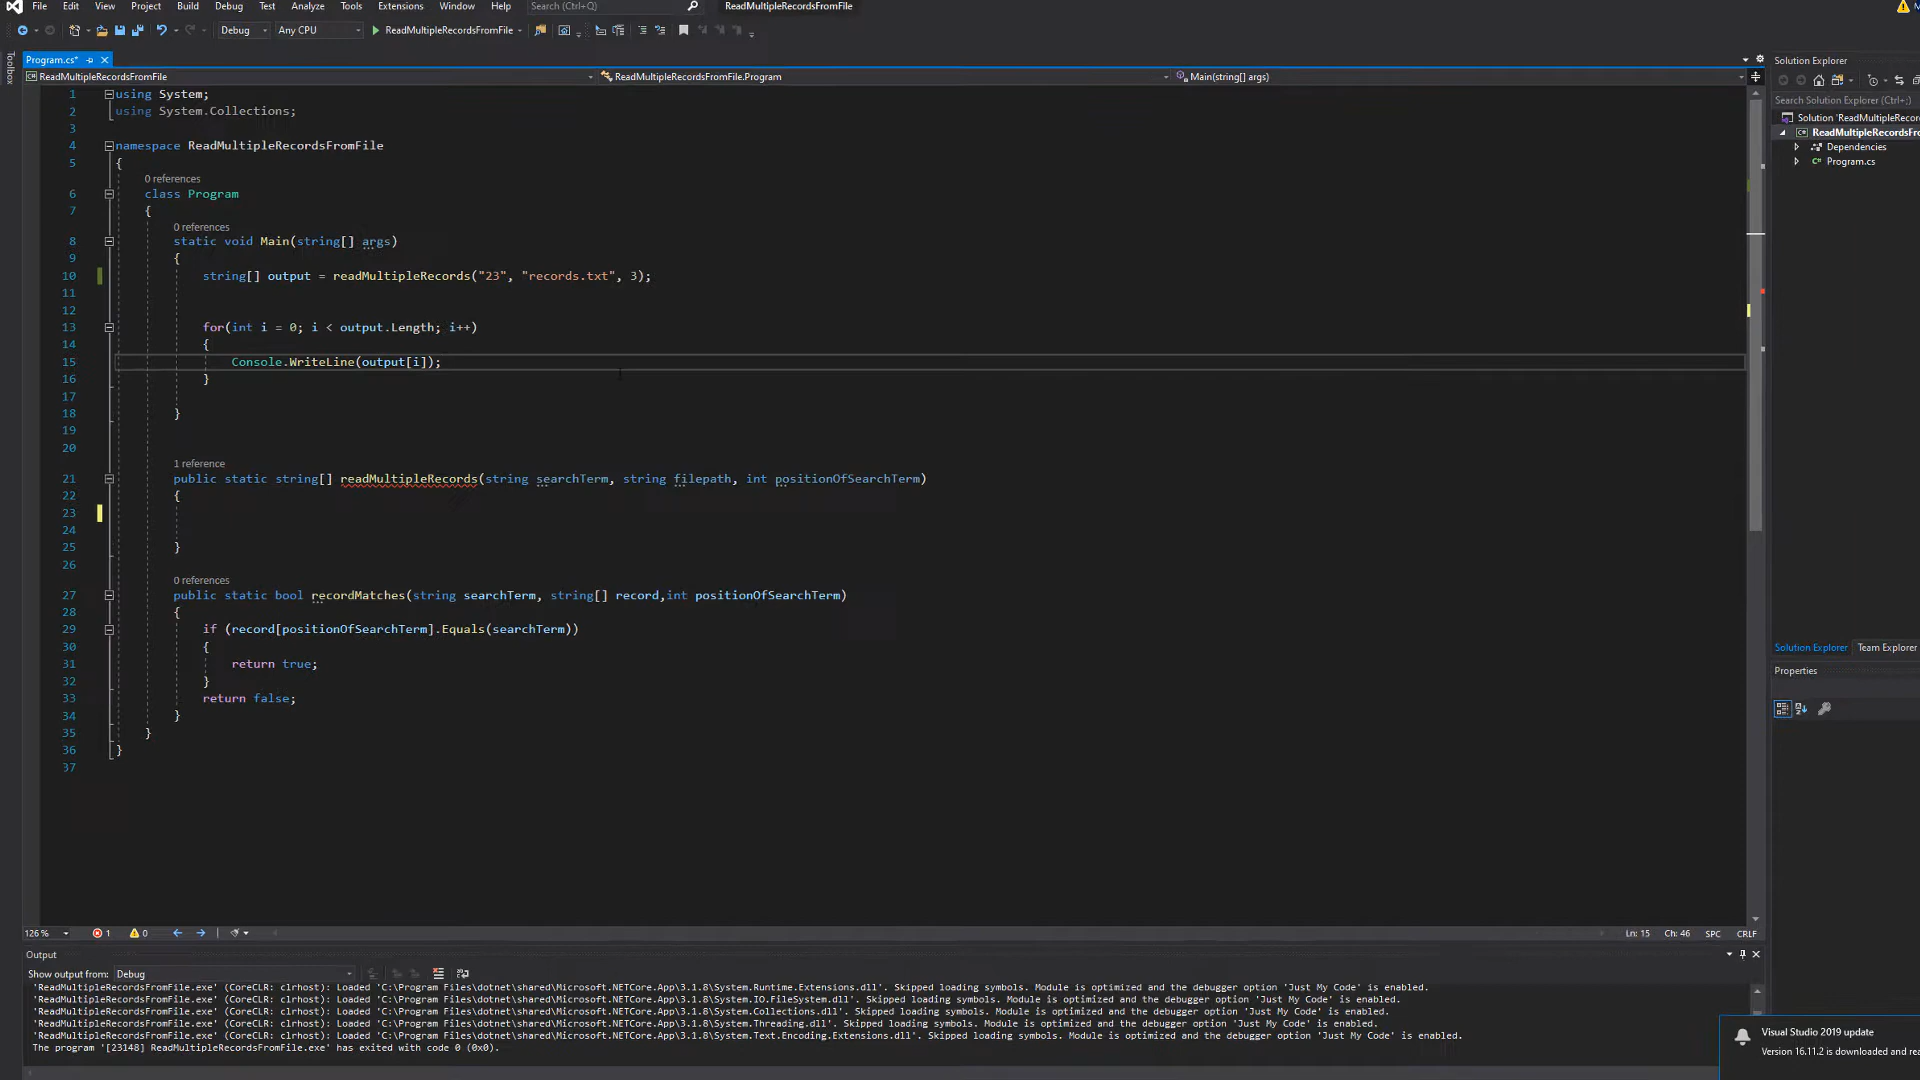 File Edit View Project Build Debug Test Analyze Tools Extensions Window Help Search (Ctrl+Q) ReadMultipleRecordsFromFile
Debug Any CPU ReadMultipleRecordsFromFile
Toolbox
Program.cs*
ReadMultipleRecordsFromFile ReadMultipleRecordsFromFile.Program Main(string[] args)
1 using System;
2 using System.Collections;
3
4 namespace ReadMultipleRecordsFromFile
5 {
0 references
6 class Program
7 {
0 references
8 static void Main(string[] args)
9 {
10 string[] output = readMultipleRecords("23", "records.txt", 3);
11
12
13 for(int i = 0; i < output.Length; i++)
14 {
15 Console.WriteLine(output[i]);
16 }
17
18 }
19
20
1 reference
21 public static string[] readMultipleRecords(string searchTerm, string filepath, int positionOfSearchTerm)
22 {
23
24
25 }
26
0 references
27 public static bool recordMatches(string searchTerm, string[] record,int positionOfSearchTerm)
28 {
29 if (record[positionOfSearchTerm].Equals(searchTerm))
30 {
31 return true;
32 }
33 return false;
34 }
35 }
36 }
37
126 % 1 0 Ln: 15 Ch: 46 SPC CRLF
Output
Show output from: Debug
'ReadMultipleRecordsFromFile.exe' (CoreCLR: clrhost): Loaded 'C:\Program Files\dotnet\shared\Microsoft.NETCore.App\3.1.8\System.Runtime.Extensions.dll'. Skipped loading symbols. Module is optimized and the debugger option 'Just My Code' is enabled.
'ReadMultipleRecordsFromFile.exe' (CoreCLR: clrhost): Loaded 'C:\Program Files\dotnet\shared\Microsoft.NETCore.App\3.1.8\System.IO.FileSystem.dll'. Skipped loading symbols. Module is optimized and the debugger option 'Just My Code' is enabled.
'ReadMultipleRecordsFromFile.exe' (CoreCLR: clrhost): Loaded 'C:\Program Files\dotnet\shared\Microsoft.NETCore.App\3.1.8\System.Collections.dll'. Skipped loading symbols. Module is optimized and the debugger option 'Just My Code' is enabled.
'ReadMultipleRecordsFromFile.exe' (CoreCLR: clrhost): Loaded 'C:\Program Files\dotnet\shared\Microsoft.NETCore.App\3.1.8\System.Threading.dll'. Skipped loading symbols. Module is optimized and the debugger option 'Just My Code' is enabled.
'ReadMultipleRecordsFromFile.exe' (CoreCLR: clrhost): Loaded 'C:\Program Files\dotnet\shared\Microsoft.NETCore.App\3.1.8\System.Text.Encoding.Extensions.dll'. Skipped loading symbols. Module is optimized and the debugger option 'Just My Code' is enabled.
The program '[23148] ReadMultipleRecordsFromFile.exe' has exited with code 0 (0x0).
Solution Explorer
Search Solution Explorer (Ctrl+;)
Solution 'ReadMultipleRecor
ReadMultipleRecordsFro
Dependencies
Program.cs
Solution Explorer Team Explorer
Properties
Visual Studio 2019 update
Version 16.11.2 is downloaded and rea